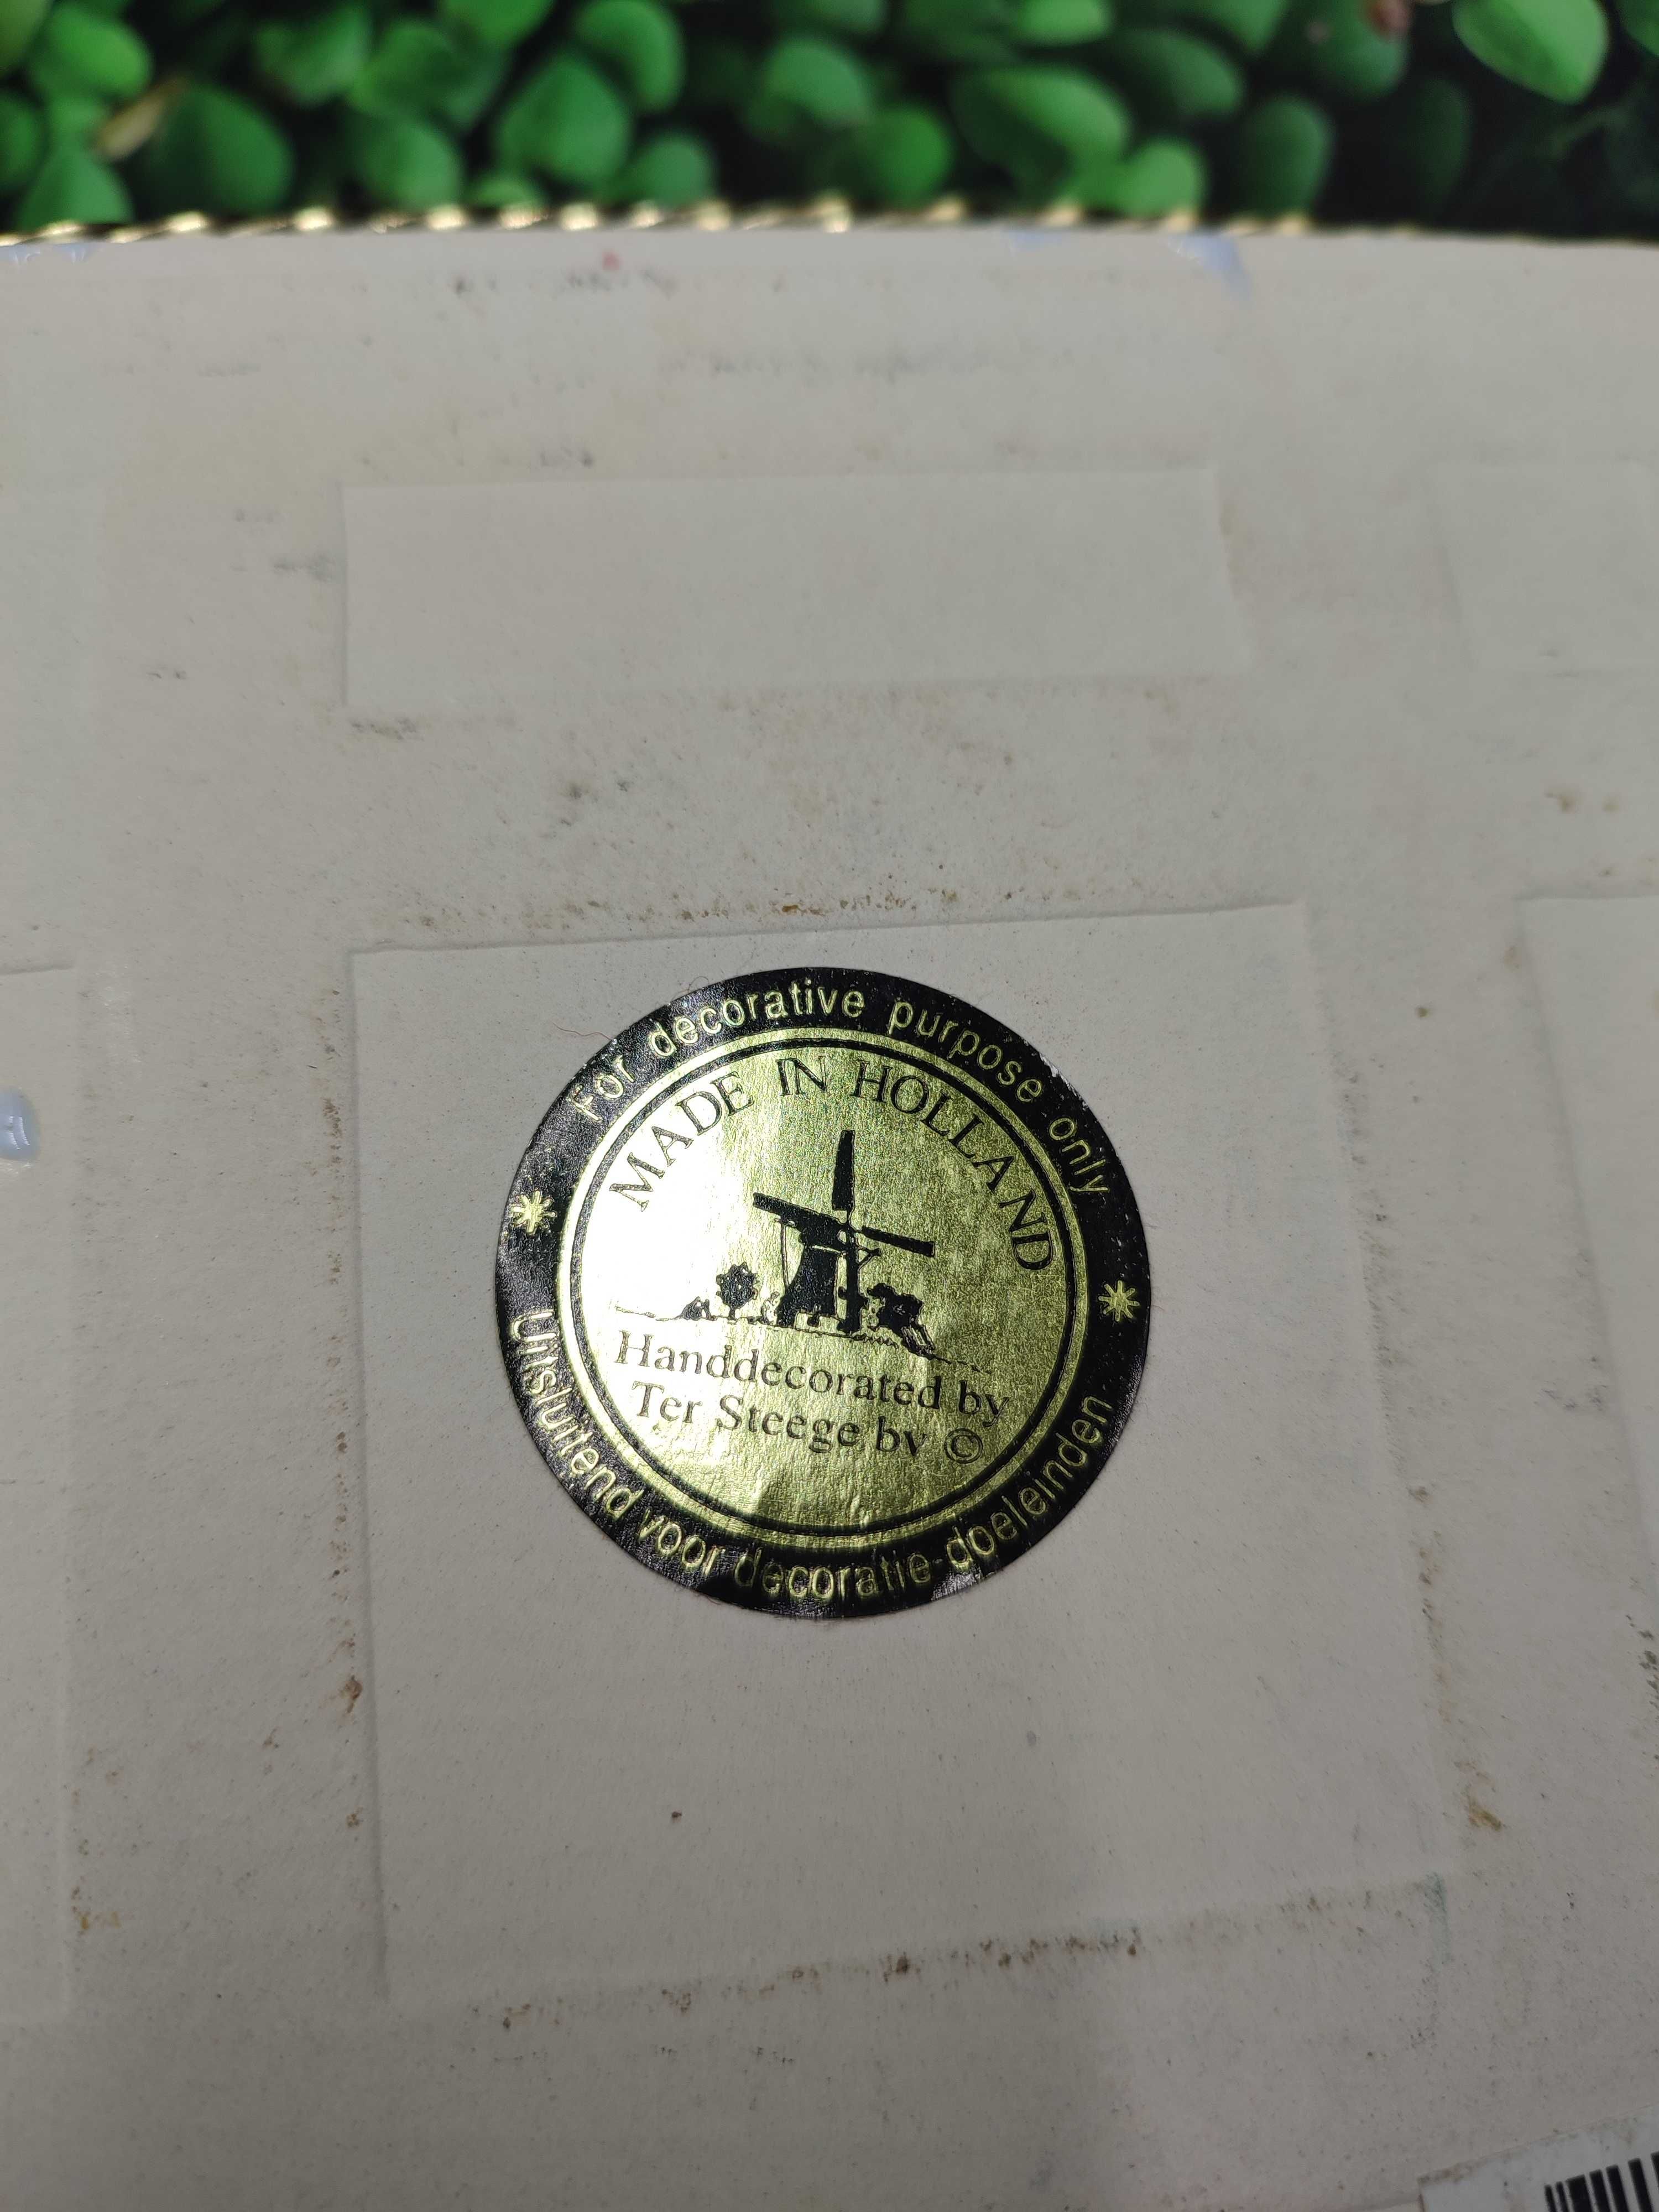 For decorative purpose only
MADE IN HOLLAND
Handdecorated by
Ter Steege bv ©
Uitsluitend voor decoratie-doeleinden